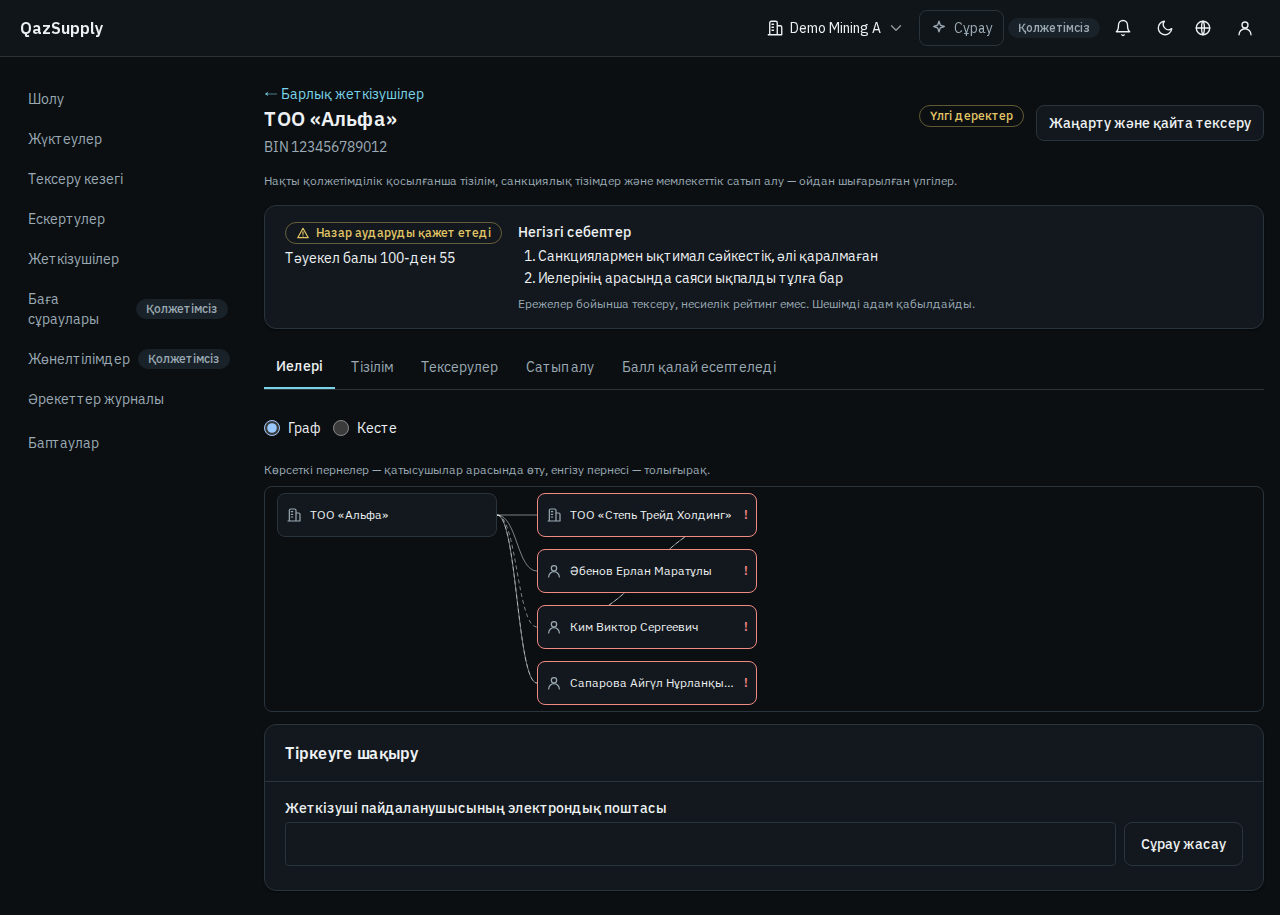 QazSupply
Demo Mining A
Сұрау
Қолжетімсіз
Шолу
Жүктеулер
Тексеру кезегі
Ескертулер
Жеткізушілер
Баға сұраулары
Қолжетімсіз
Жөнелтілімдер
Қолжетімсіз
Әрекеттер журналы
Баптаулар
← Барлық жеткізушілер
ТОО «Альфа»
BIN 123456789012
Үлгі деректер
Жаңарту және қайта тексеру
Нақты қолжетімділік қосылғанша тізілім, санкциялық тізімдер және мемлекеттік сатып алу — ойдан шығарылған үлгілер.
Назар аударуды қажет етеді
Тәуекел балы 100-ден 55
Негізгі себептер
1. Санкциялармен ықтимал сәйкестік, әлі қаралмаған
2. Иелерінің арасында саяси ықпалды тұлға бар
Ережелер бойынша тексеру, несиелік рейтинг емес. Шешімді адам қабылдайды.
Иелері
Тізілім
Тексерулер
Сатып алу
Балл қалай есептеледі
Граф
Кесте
Көрсеткі пернелер — қатысушылар арасында өту, енгізу пернесі — толығырақ.
ТОО «Альфа»
ТОО «Степь Трейд Холдинг» !
Әбенов Ерлан Маратұлы !
Ким Виктор Сергеевич !
Сапарова Айгүл Нұрланқы... !
Тіркеуге шақыру
Жеткізуші пайдаланушысының электрондық поштасы
Сұрау жасау